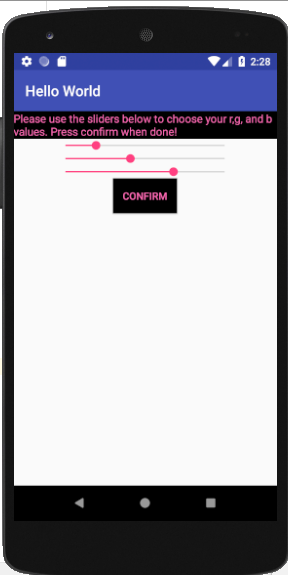 2:28
Hello World
Please use the sliders below to choose your r,g, and b
values. Press confirm when done!
CONFIRM